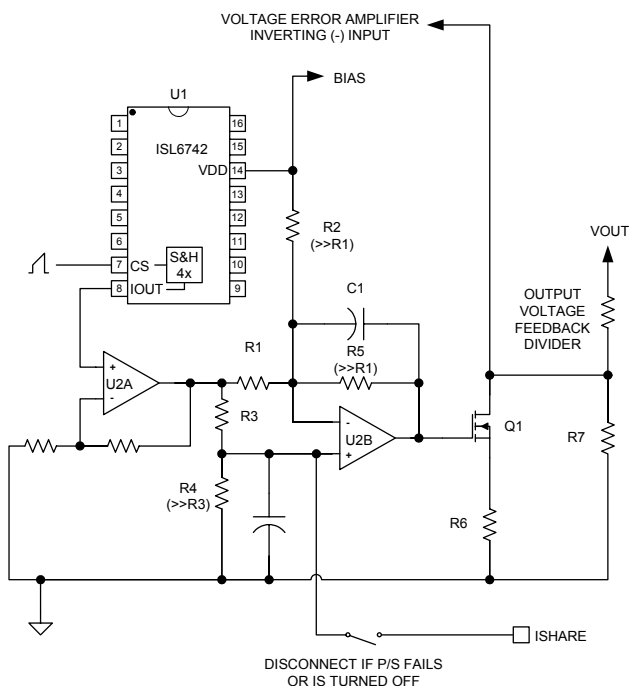 VOLTAGE ERROR AMPLIFIER
INVERTING (-) INPUT
BIAS
U1
1
16
2
ISL6742
15
3
VDD
14
4
13
5
12
6
11
7
CS
S&H
4x
10
8
IOUT
9
R2
(>>R1)
VOUT
C1
OUTPUT
VOLTAGE
FEEDBACK
DIVIDER
R1
R5
(>>R1)
+
U2A
-
R3
-
U2B
+
Q1
R7
R4
(>>R3)
R6
ISHARE
DISCONNECT IF P/S FAILS
OR IS TURNED OFF